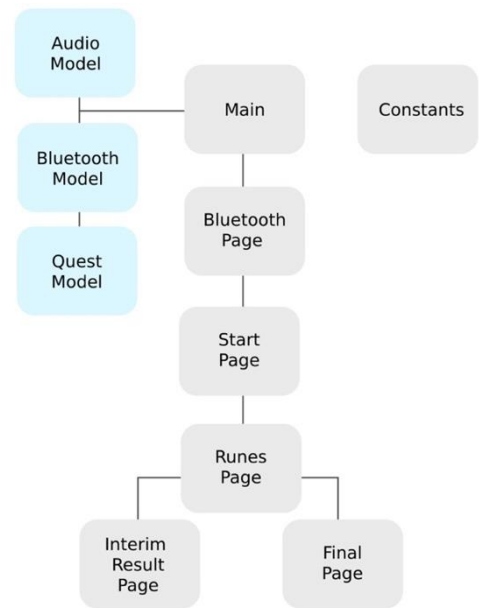 Audio
Model
Main
Constants
Bluetooth
Model
Bluetooth
Page
Quest
Model
Start
Page
Runes
Page
Interim
Result
Page
Final
Page